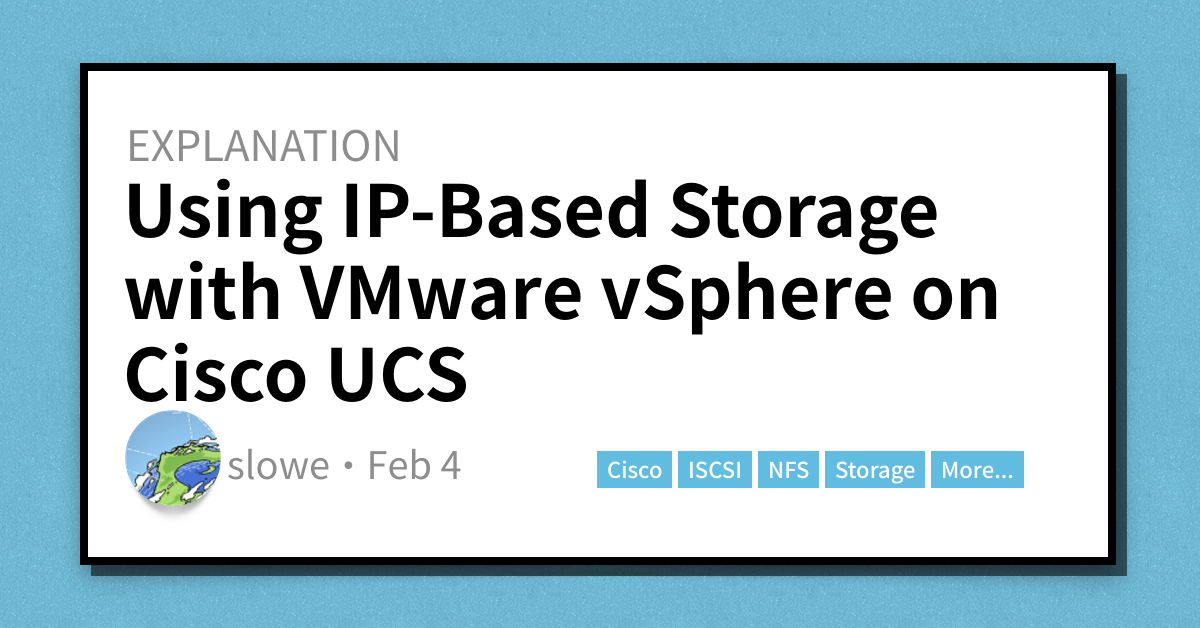 EXPLANATION
Using IP-Based Storage
with VMware vSphere on
Cisco UCS
slowe • Feb 4
Cisco ISCSI NFS Storage More...